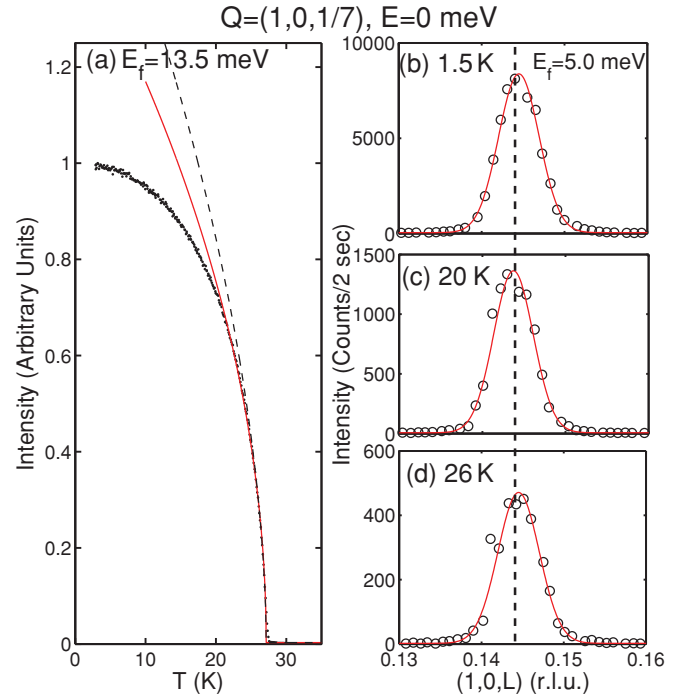 Q=(1,0,1/7), E=0 meV
(a) E_f=13.5 meV
Intensity (Arbitrary Units)
1.2
1
0.8
0.6
0.4
0.2
0
0
10
20
30
T (K)
Intensity (Counts/2 sec)
(b) 1.5 K
E_f=5.0 meV
10000
5000
0
(c) 20 K
1500
1000
500
0
(d) 26 K
600
400
200
0
0.13
0.14
0.15
0.16
(1,0,L) (r.l.u.)